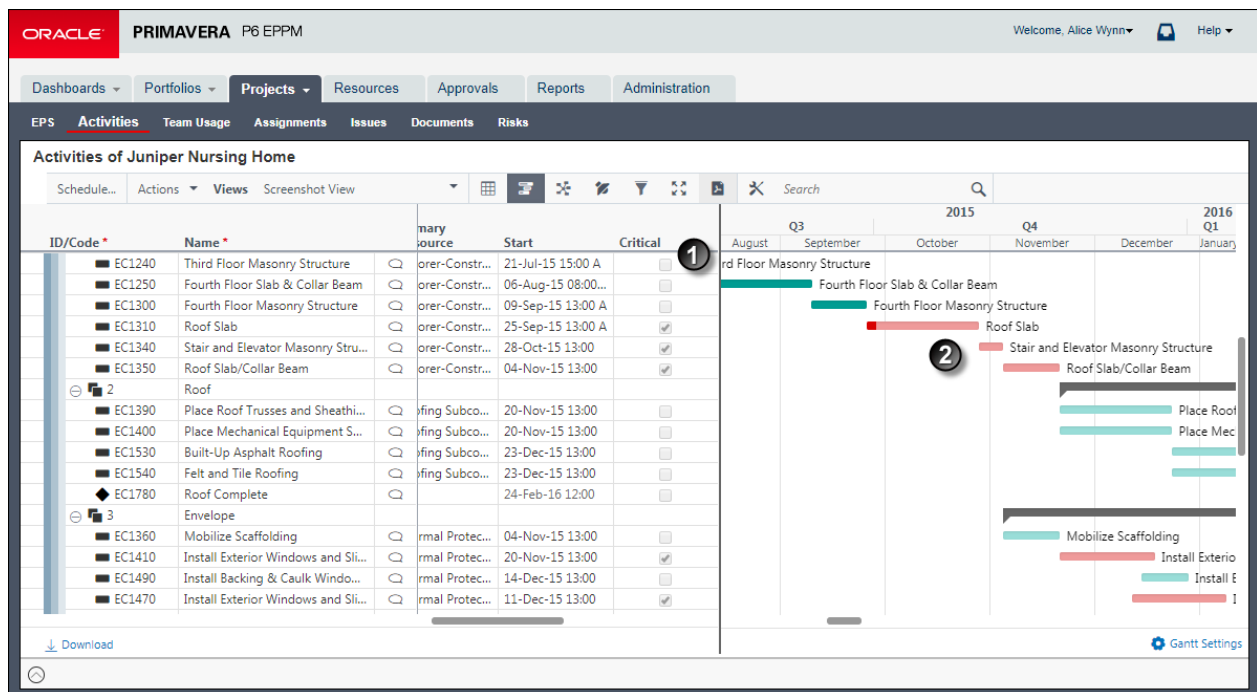 ORACLE PRIMAVERA P6 EPPM Welcome, Alice Wynn Help
Dashboards Portfolios Projects Resources Approvals Reports Administration
EPS Activities Team Usage Assignments Issues Documents Risks
Activities of Juniper Nursing Home
Schedule... Actions Views Screenshot View Search
2015 2016
mary Q3 Q4 Q1
ID/Code * Name * ource Start Critical August September October November December January
1
EC1240 Third Floor Masonry Structure orer-Constr... 21-Jul-15 15:00 A rd Floor Masonry Structure
EC1250 Fourth Floor Slab & Collar Beam orer-Constr... 06-Aug-15 08:00... Fourth Floor Slab & Collar Beam
EC1300 Fourth Floor Masonry Structure orer-Constr... 09-Sep-15 13:00 A Fourth Floor Masonry Structure
EC1310 Roof Slab orer-Constr... 25-Sep-15 13:00 A Roof Slab
EC1340 Stair and Elevator Masonry Stru... orer-Constr... 28-Oct-15 13:00 2 Stair and Elevator Masonry Structure
EC1350 Roof Slab/Collar Beam orer-Constr... 04-Nov-15 13:00 Roof Slab/Collar Beam
2 Roof
EC1390 Place Roof Trusses and Sheathi... ofing Subco... 20-Nov-15 13:00 Place Roof
EC1400 Place Mechanical Equipment S... ofing Subco... 20-Nov-15 13:00 Place Mec
EC1530 Built-Up Asphalt Roofing ofing Subco... 23-Dec-15 13:00
EC1540 Felt and Tile Roofing ofing Subco... 23-Dec-15 13:00
EC1780 Roof Complete 24-Feb-16 12:00
3 Envelope
EC1360 Mobilize Scaffolding rmal Protec... 04-Nov-15 13:00 Mobilize Scaffolding
EC1410 Install Exterior Windows and Sli... rmal Protec... 20-Nov-15 13:00 Install Exterio
EC1490 Install Backing & Caulk Windo... rmal Protec... 14-Dec-15 13:00 Install E
EC1470 Install Exterior Windows and Sli... rmal Protec... 11-Dec-15 13:00
Download Gantt Settings